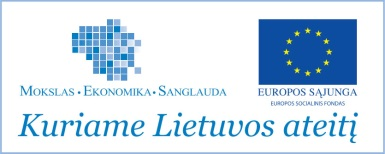 MOKSLAS • EKONOMIKA • SANGLAUDA
EUROPOS SĄJUNGA
EUROPOS SOCIALINIS FONDAS
Kuriame Lietuvos ateitį